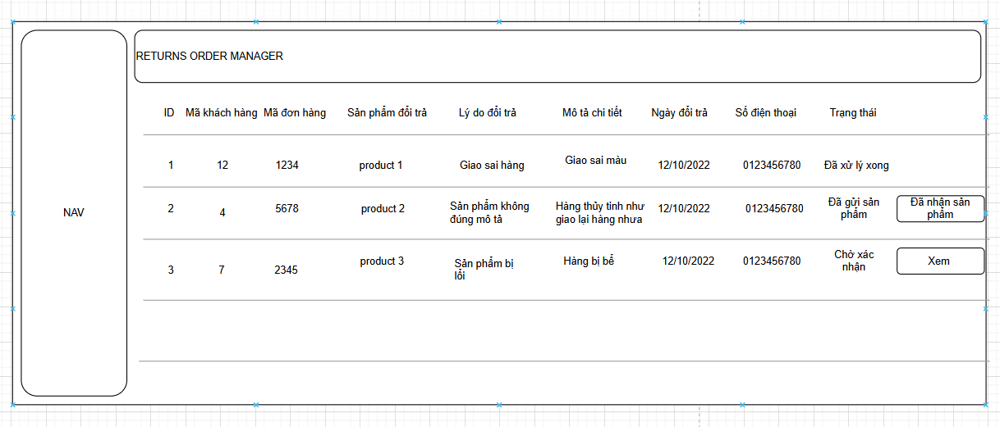 RETURNS ORDER MANAGER
NAV
ID Mã khách hàng Mã đơn hàng Sản phẩm đổi trả Lý do đổi trả Mô tả chi tiết Ngày đổi trả Số điện thoại Trạng thái
1 12 1234 product 1 Giao sai hàng Giao sai màu 12/10/2022 0123456780 Đã xử lý xong
2 4 5678 product 2 Sản phẩm không Hàng thủy tinh như 12/10/2022 0123456780 Đã gửi sản Đã nhận sản
đúng mô tả giao lại hàng nhưa phẩm phẩm
3 7 2345 product 3 Sản phẩm bị Hàng bị bể 12/10/2022 0123456780 Chờ xác Xem
lỗi nhận